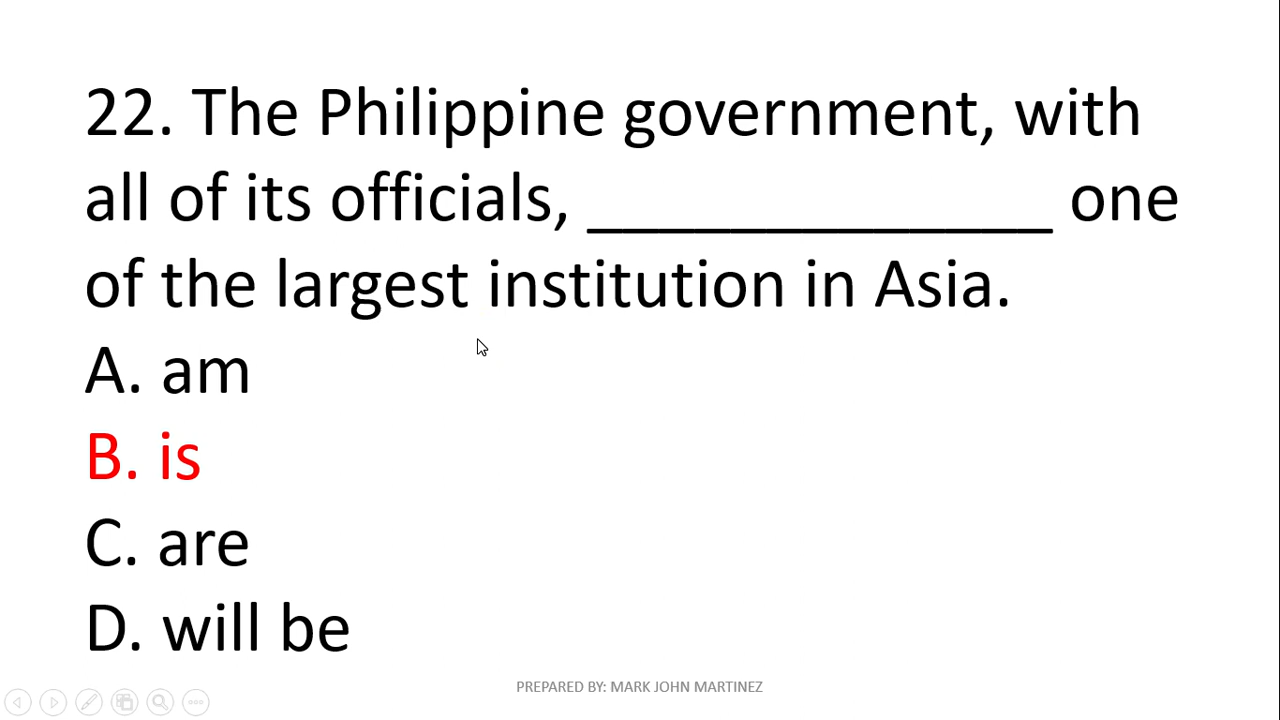 22. The Philippine government, with
all of its officials, ______________ one
of the largest institution in Asia.
A. am
B. is
C. are
D. will be
PREPARED BY: MARK JOHN MARTINEZ